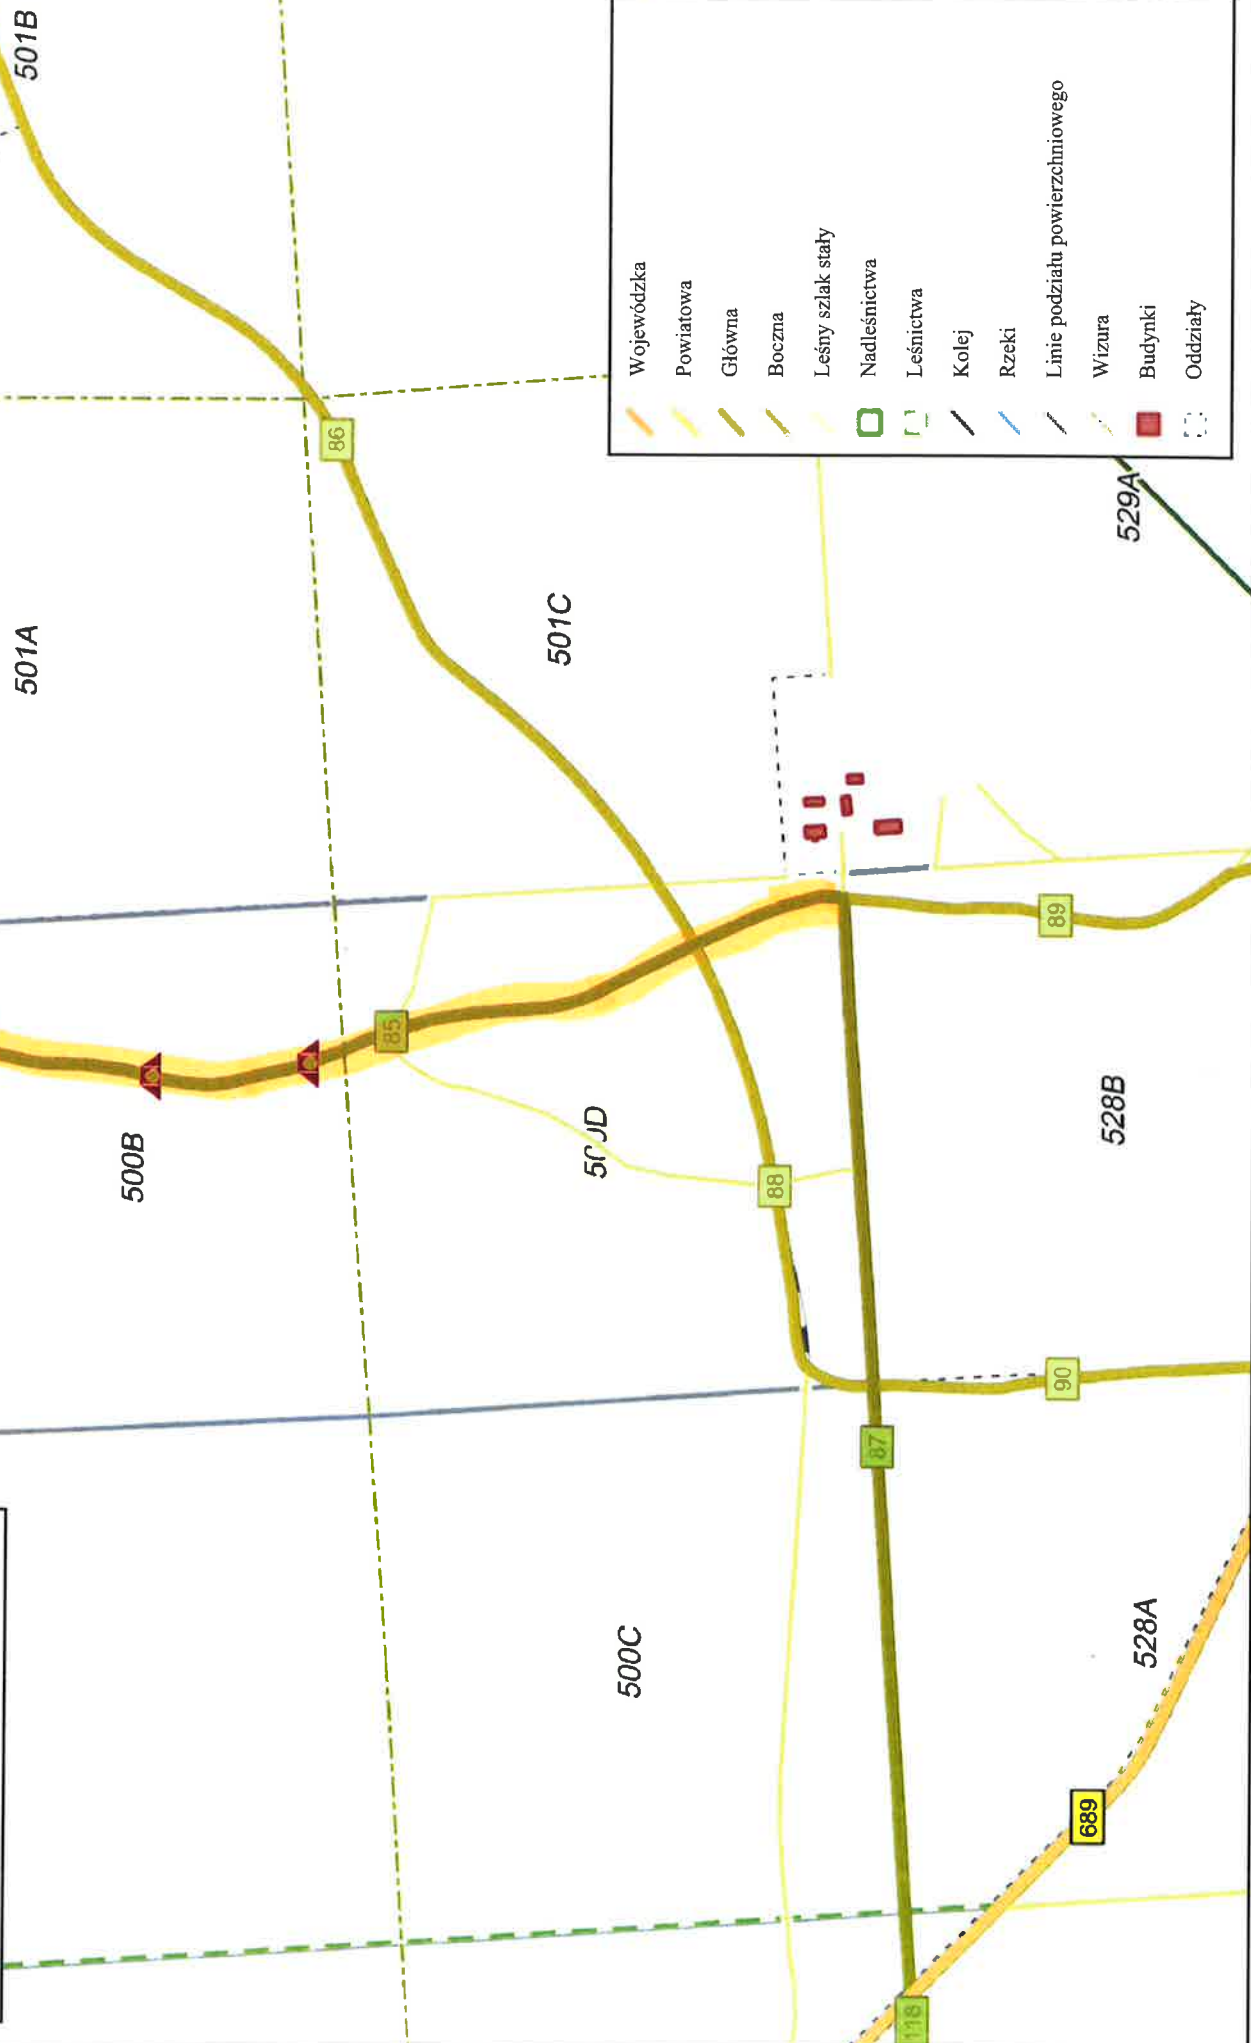 501B
501A
86
501C
500B
85
500D
88
89
528B
90
87
500C
528A
689
118
529A
Wojewódzka
Powiatowa
Główna
Boczna
Leśny szlak stały
Nadleśnictwa
Leśnictwa
Kolej
Rzeki
Linie podziału powierzchniowego
Wizura
Budynki
Oddziały